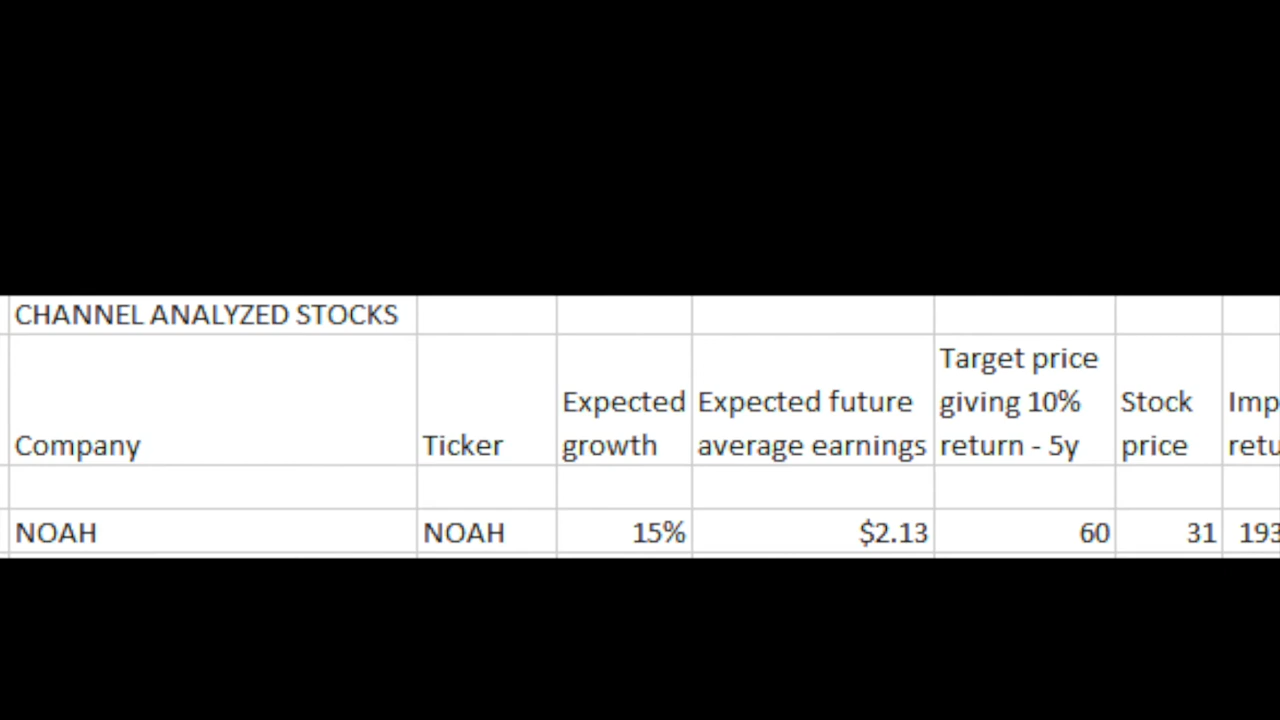 CHANNEL ANALYZED STOCKS
Target price
Expected Expected future giving 10% Stock
Company Ticker growth average earnings return - 5y price
NOAH NOAH 15% $2.13 60 31